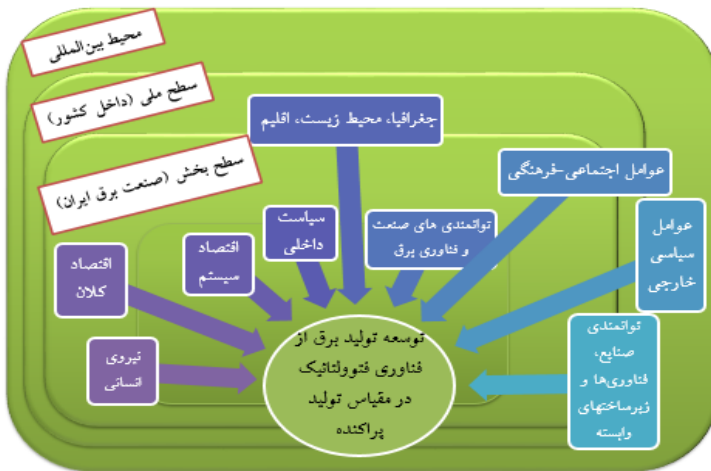 محیط بین‌المللی
سطح ملی (داخل کشور)
سطح بخش (صنعت برق ایران)
جغرافیا، محیط زیست، اقلیم
عوامل اجتماعی-فرهنگی
سیاست
داخلی
توانمندی های صنعت
و فناوری برق
عوامل
سیاسی
خارجی
اقتصاد
سیستم
اقتصاد
کلان
نیروی
انسانی
توانمندی
صنایع،
فناوری‌ها و
زیرساختهای
وابسته
توسعه تولید برق از
فناوری فتوولتائیک
در مقیاس تولید
پراکنده